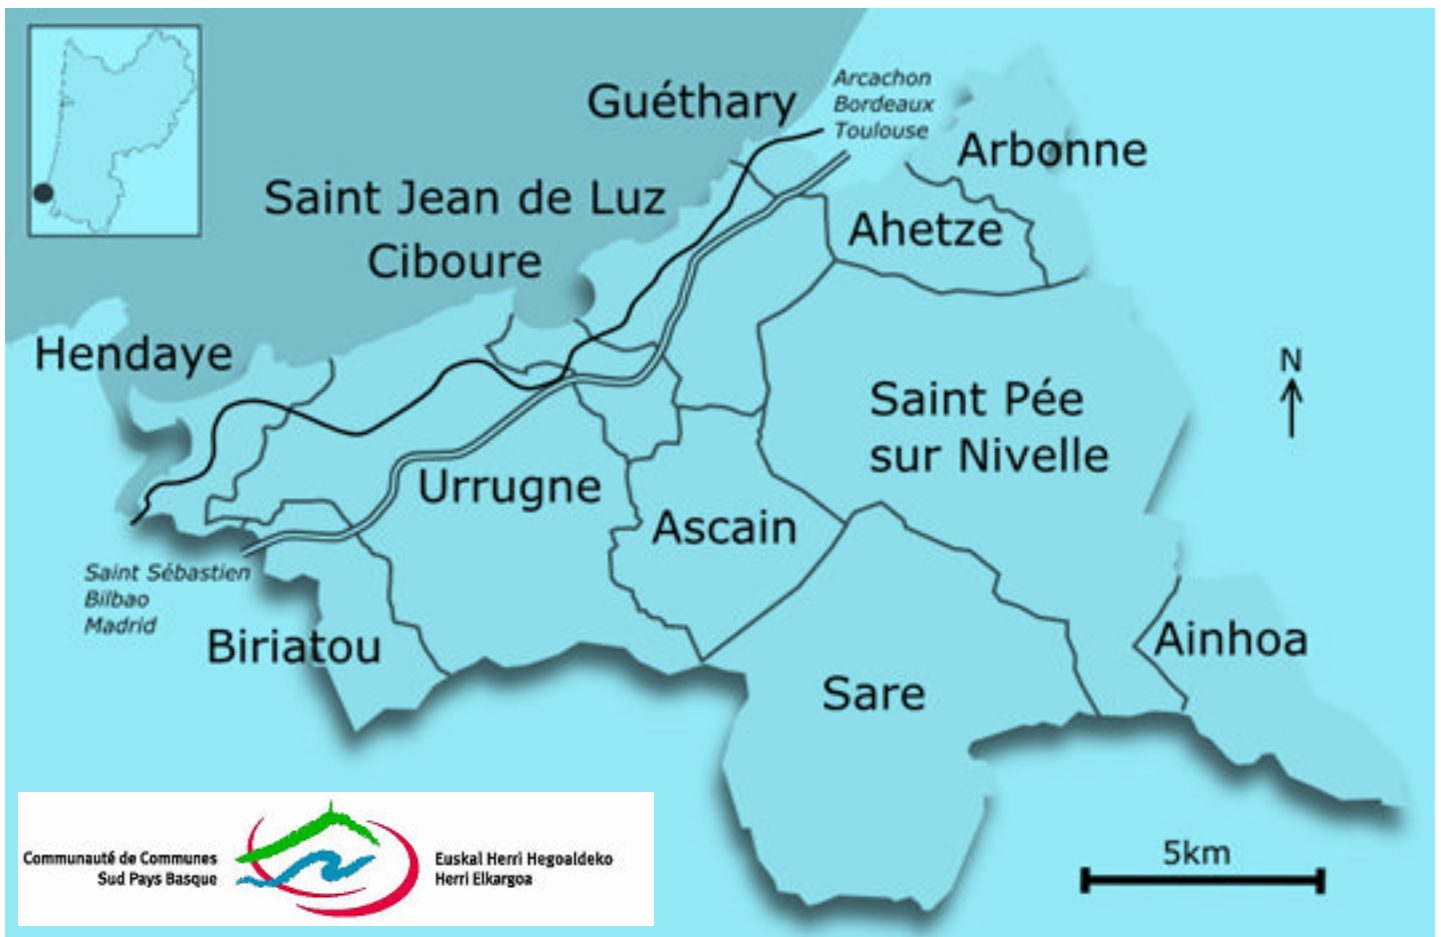 Guéthary
Arcachon
Bordeaux
Toulouse
Arbonne
Saint Jean de Luz
Ciboure
Ahetze
Hendaye
N
Saint Pée
sur Nivelle
Urrugne
Ascain
Saint Sébastien
Bilbao
Madrid
Biriatou
Ainhoa
Sare
5km
Communauté de Communes
Sud Pays Basque
Euskal Herri Hegoaldeko
Herri Elkargoa